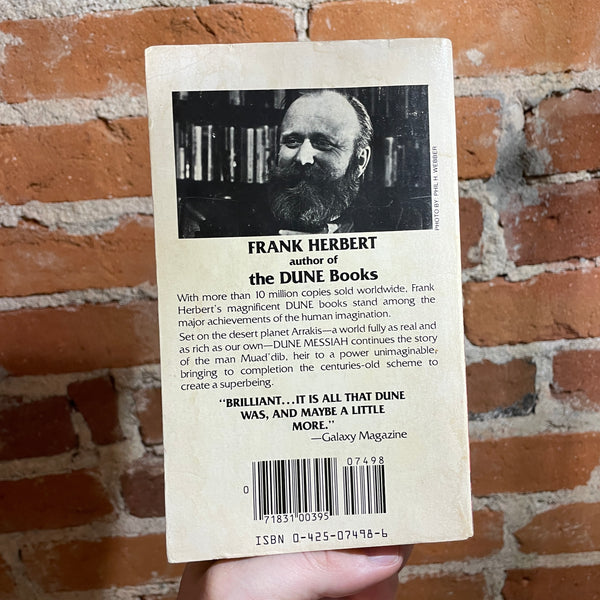 PHOTO BY: PHIL H. WEBBER
FRANK HERBERT
author of
the DUNE Books
With more than 10 million copies sold worldwide, Frank
Herbert's magnificent DUNE books stand among the
major achievements of the human imagination.
Set on the desert planet Arrakis—a world fully as real and
as rich as our own—DUNE MESSIAH continues the story
of the man Muad'dib, heir to a power unimaginable,
bringing to completion the centuries-old scheme to
create a superbeing.
"BRILLIANT...IT IS ALL THAT DUNE
WAS, AND MAYBE A LITTLE
MORE."
—Galaxy Magazine
07498
0
71831 00395
ISBN 0-425-07498-6